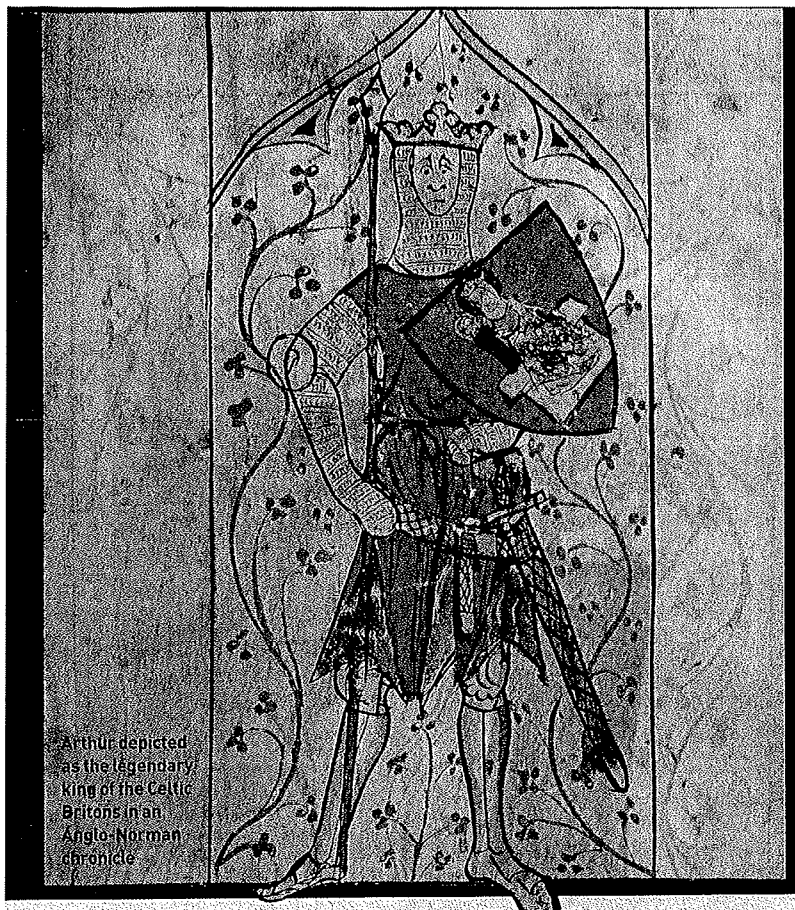 Arthur depicted
as the legendary
king of the Celtic
Britons in an
Anglo-Norman
chronicle